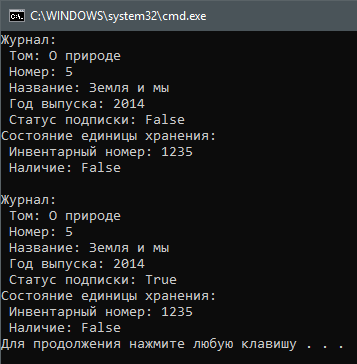 C:\WINDOWS\system32\cmd.exe
Журнал:
Том: О природе
Номер: 5
Название: Земля и мы
Год выпуска: 2014
Статус подписки: False
Состояние единицы хранения:
Инвентарный номер: 1235
Наличие: False
Журнал:
Том: О природе
Номер: 5
Название: Земля и мы
Год выпуска: 2014
Статус подписки: True
Состояние единицы хранения:
Инвентарный номер: 1235
Наличие: False
Для продолжения нажмите любую клавишу . . .